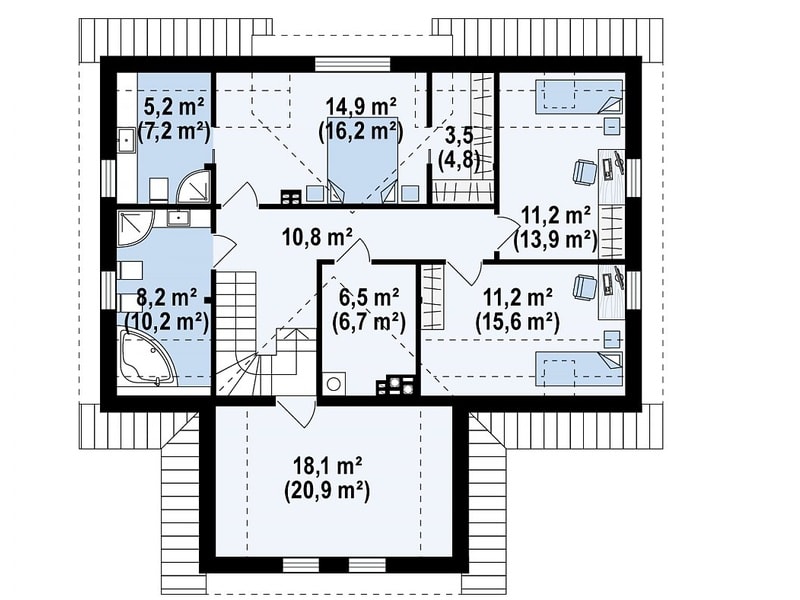 5,2 m²
(7,2 m²)
14,9 m²
(16,2 m²)
3,5
(4,8)
11,2 m²
(13,9 m²)
10,8 m²
8,2 m²
(10,2 m²)
6,5 m²
(6,7 m²)
11,2 m²
(15,6 m²)
18,1 m²
(20,9 m²)